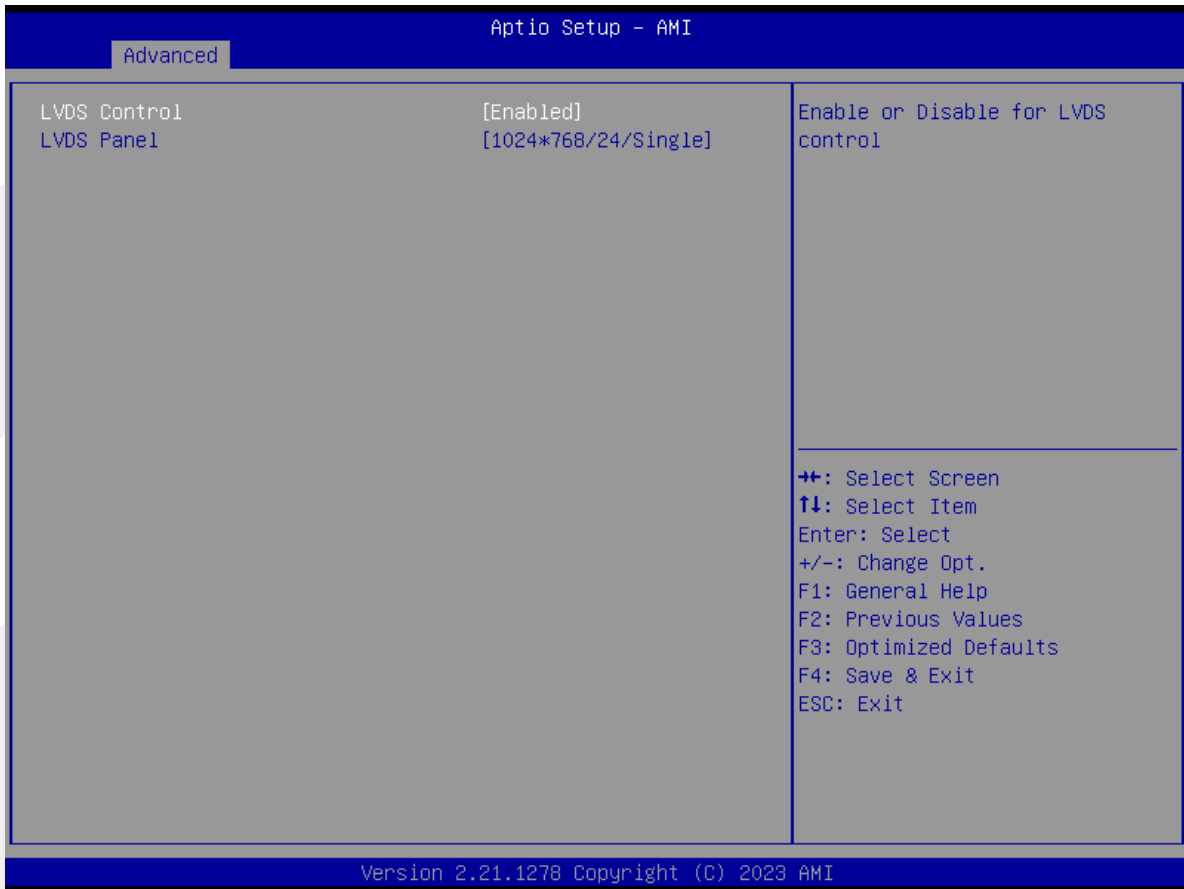 Aptio Setup - AMI
Advanced
LVDS Control [Enabled]
LVDS Panel [1024*768/24/Single]
Enable or Disable for LVDS
control
→←: Select Screen
↑↓: Select Item
Enter: Select
+/-: Change Opt.
F1: General Help
F2: Previous Values
F3: Optimized Defaults
F4: Save & Exit
ESC: Exit
Version 2.21.1278 Copyright (C) 2023 AMI